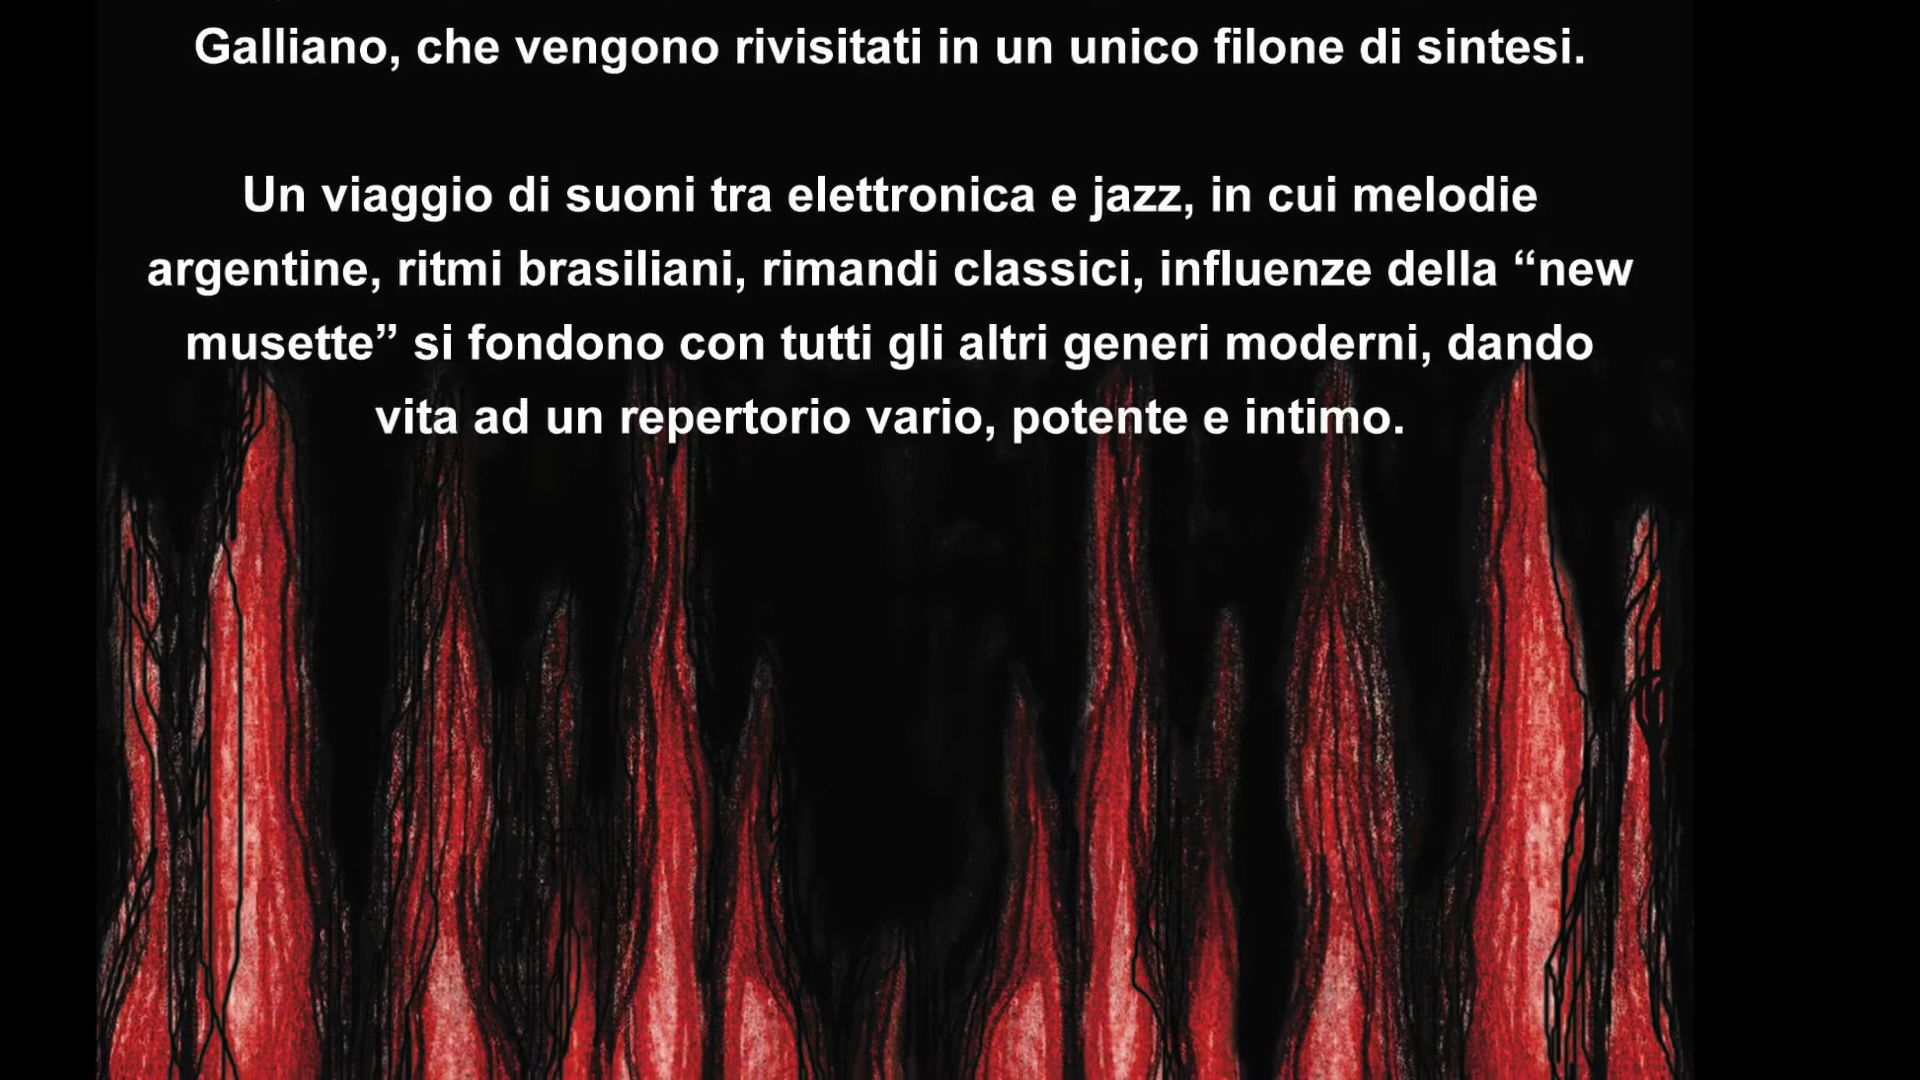 Galliano, che vengono rivisitati in un unico filone di sintesi.
Un viaggio di suoni tra elettronica e jazz, in cui melodie
argentine, ritmi brasiliani, rimandi classici, influenze della “new
musette” si fondono con tutti gli altri generi moderni, dando
vita ad un repertorio vario, potente e intimo.